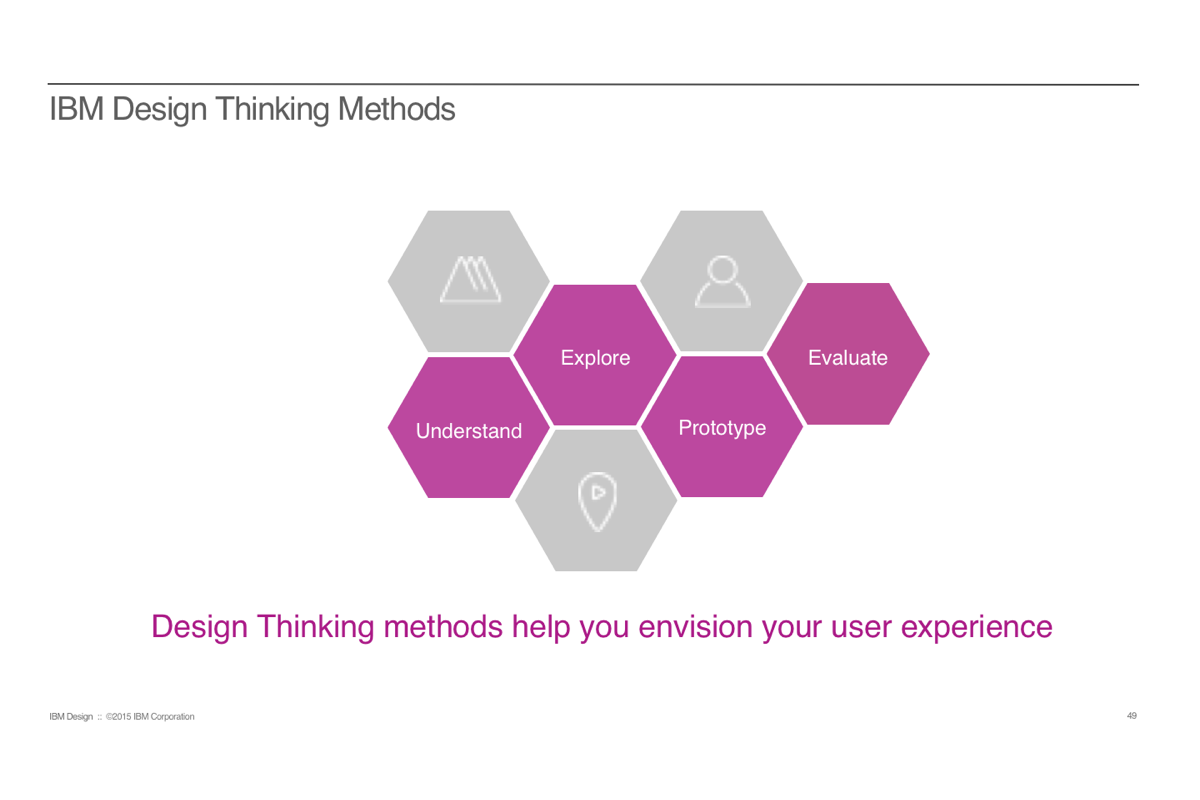 IBM Design Thinking Methods
Explore
Evaluate
Understand
Prototype
Design Thinking methods help you envision your user experience
IBM Design :: ©2015 IBM Corporation
49